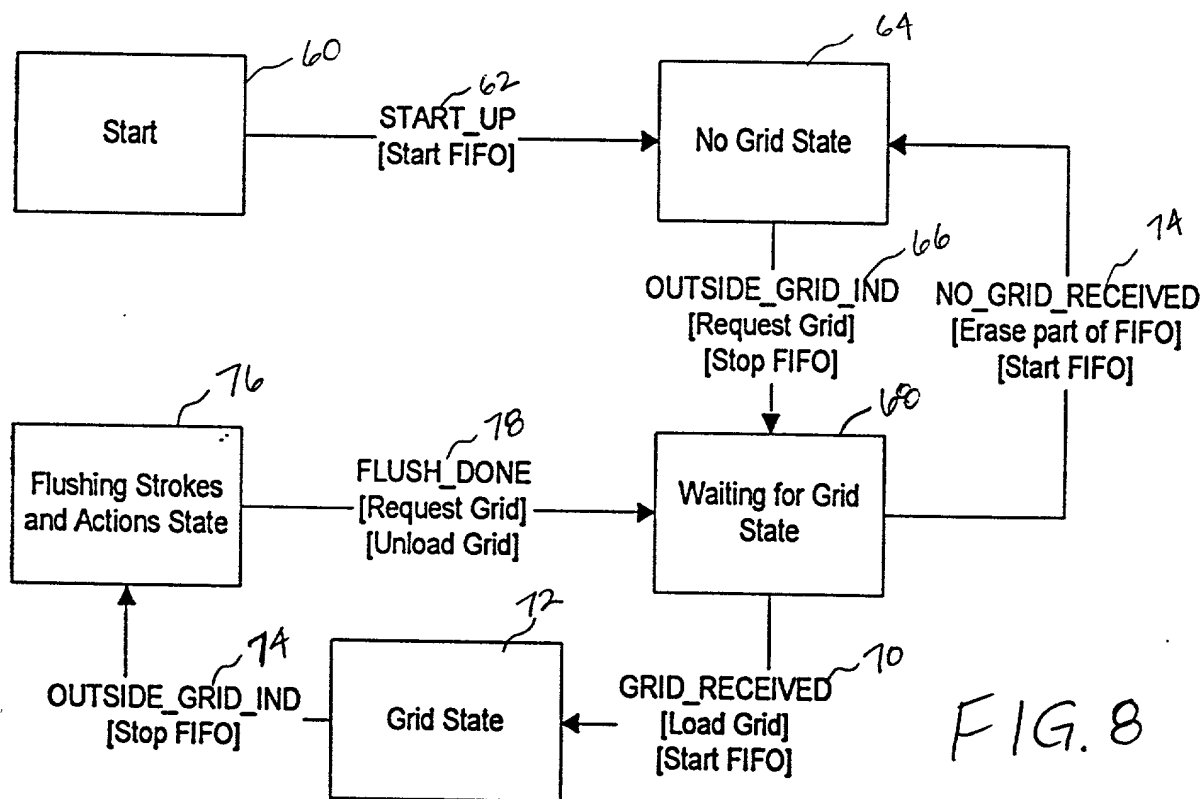 60
Start
62
START_UP
[Start FIFO]
64
No Grid State
66
OUTSIDE_GRID_IND
[Request Grid]
[Stop FIFO]
74
NO_GRID_RECEIVED
[Erase part of FIFO]
[Start FIFO]
76
Flushing Strokes
and Actions State
78
FLUSH_DONE
[Request Grid]
[Unload Grid]
68
Waiting for Grid
State
74
OUTSIDE_GRID_IND
[Stop FIFO]
72
Grid State
70
GRID_RECEIVED
[Load Grid]
[Start FIFO]
FIG. 8